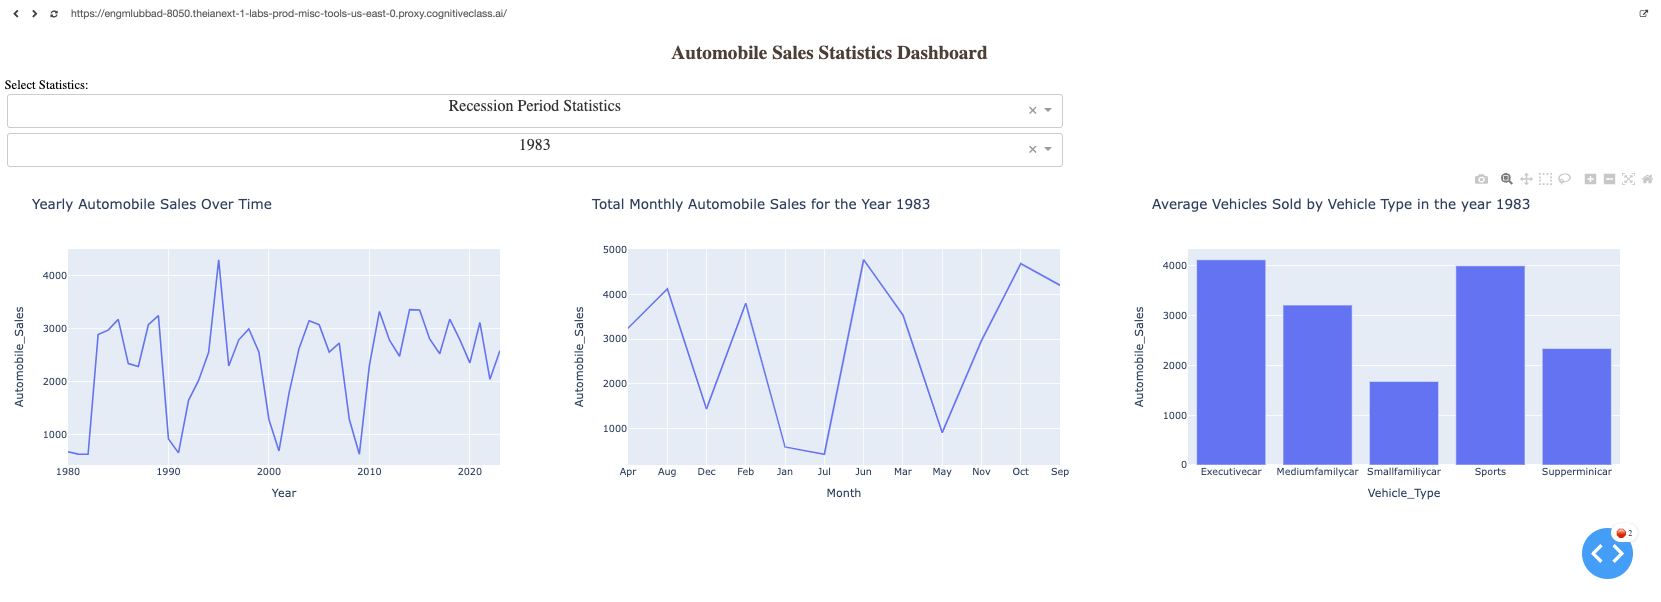 https://engmlubbad-8050.theianext-1-labs-prod-misc-tools-us-east-0.proxy.cognitiveclass.ai/
Automobile Sales Statistics Dashboard
Select Statistics:
Recession Period Statistics
1983
Yearly Automobile Sales Over Time
Automobile_Sales
4000
3000
2000
1000
1980 1990 2000 2010 2020
Year
Total Monthly Automobile Sales for the Year 1983
Automobile_Sales
5000
4000
3000
2000
1000
Apr Aug Dec Feb Jan Jul Jun Mar May Nov Oct Sep
Month
Average Vehicles Sold by Vehicle Type in the year 1983
Automobile_Sales
4000
3000
2000
1000
0
Executivecar Mediumfamilycar Smallfamiliycar Sports Supperminicar
Vehicle_Type
2